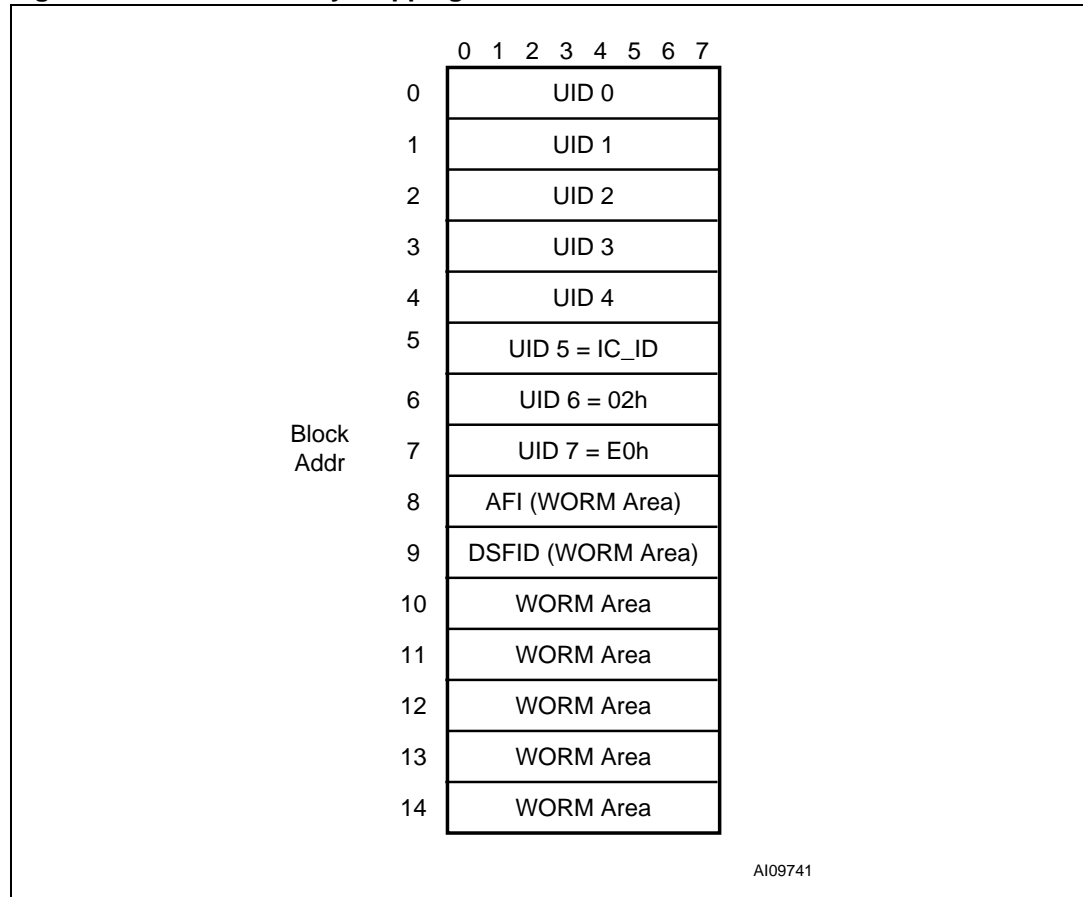 0 1 2 3 4 5 6 7
0 UID 0
1 UID 1
2 UID 2
3 UID 3
4 UID 4
5 UID 5 = IC_ID
6 UID 6 = 02h
Block
Addr
7 UID 7 = E0h
8 AFI (WORM Area)
9 DSFID (WORM Area)
10 WORM Area
11 WORM Area
12 WORM Area
13 WORM Area
14 WORM Area
AI09741